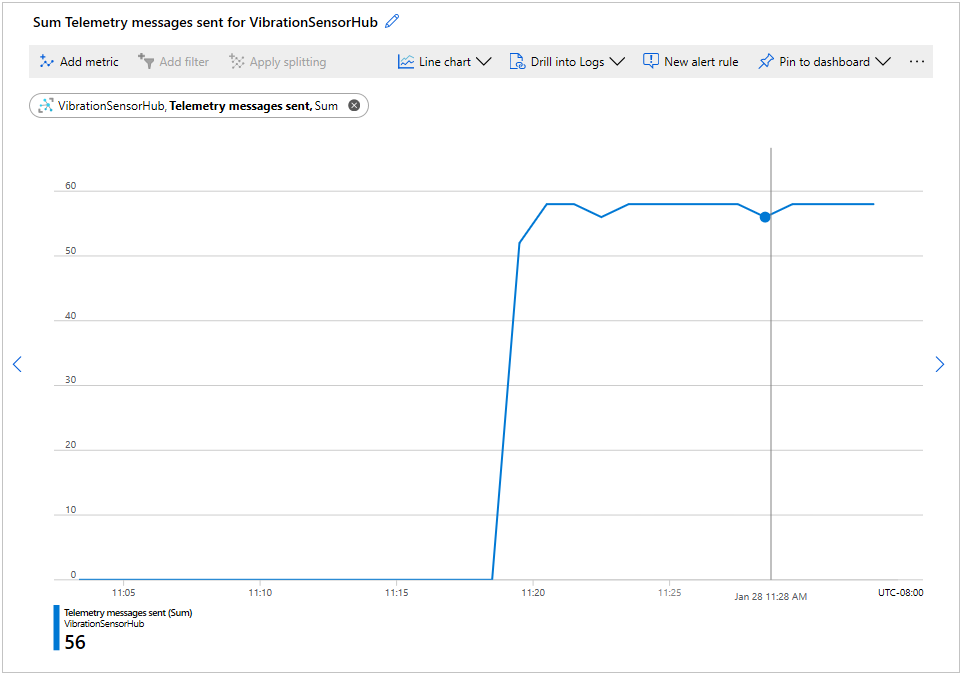 Sum Telemetry messages sent for VibrationSensorHub
Add metric Add filter Apply splitting Line chart Drill into Logs New alert rule Pin to dashboard ...
VibrationSensorHub, Telemetry messages sent, Sum
60
50
40
30
20
10
0
11:05 11:10 11:15 11:20 11:25 Jan 28 11:28 AM UTC-08:00
Telemetry messages sent (Sum)
VibrationSensorHub
56